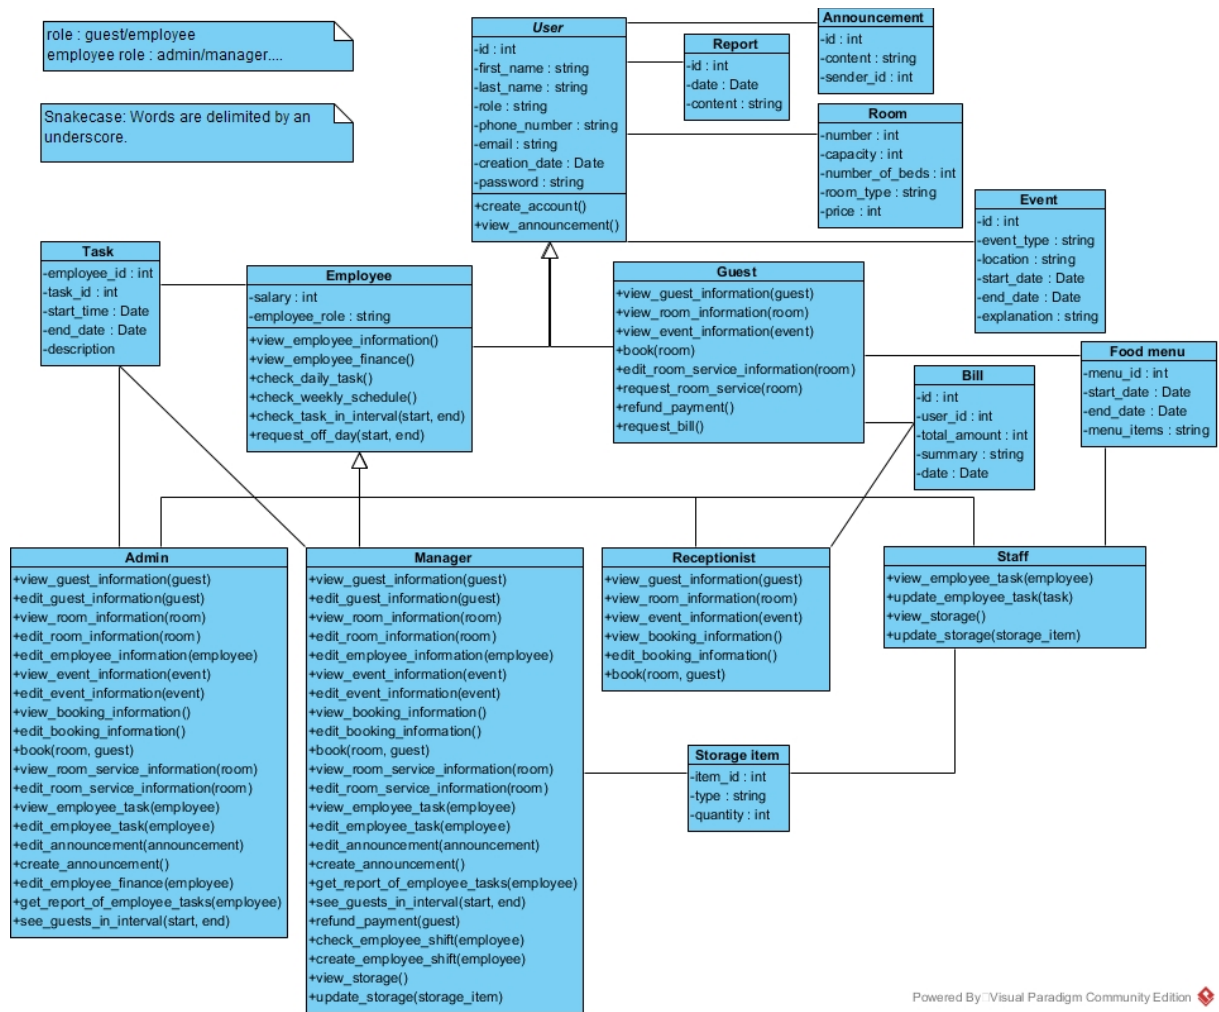 role : guest/employee
employee role : admin/manager....
Snakecase: Words are delimited by an
underscore.
User
-id : int
-first_name : string
-last_name : string
-role : string
-phone_number : string
-email : string
-creation_date : Date
-password : string
+create_account()
+view_announcement()
Report
-id : int
-date : Date
-content : string
Announcement
-id : int
-content : string
-sender_id : int
Room
-number : int
-capacity : int
-number_of_beds : int
-room_type : string
-price : int
Event
-id : int
-event_type : string
-location : string
-start_date : Date
-end_date : Date
-explanation : string
Task
-employee_id : int
-task_id : int
-start_time : Date
-end_date : Date
-description
Employee
-salary : int
-employee_role : string
+view_employee_information()
+view_employee_finance()
+check_daily_task()
+check_weekly_schedule()
+check_task_in_interval(start, end)
+request_off_day(start, end)
Guest
+view_guest_information(guest)
+view_room_information(room)
+view_event_information(event)
+book(room)
+edit_room_service_information(room)
+request_room_service(room)
+refund_payment()
+request_bill()
Bill
-id : int
-user_id : int
-total_amount : int
-summary : string
-date : Date
Food menu
-menu_id : int
-start_date : Date
-end_date : Date
-menu_items : string
Admin
+view_guest_information(guest)
+edit_guest_information(guest)
+view_room_information(room)
+edit_room_information(room)
+edit_employee_information(employee)
+view_event_information(event)
+edit_event_information(event)
+view_booking_information()
+edit_booking_information()
+book(room, guest)
+view_room_service_information(room)
+edit_room_service_information(room)
+view_employee_task(employee)
+edit_employee_task(employee)
+edit_announcement(announcement)
+create_announcement()
+edit_employee_finance(employee)
+get_report_of_employee_tasks(employee)
+see_guests_in_interval(start, end)
Manager
+view_guest_information(guest)
+edit_guest_information(guest)
+view_room_information(room)
+edit_room_information(room)
+edit_employee_information(employee)
+view_event_information(event)
+edit_event_information(event)
+view_booking_information()
+edit_booking_information()
+book(room, guest)
+view_room_service_information(room)
+edit_room_service_information(room)
+view_employee_task(employee)
+edit_employee_task(employee)
+edit_announcement(announcement)
+create_announcement()
+get_report_of_employee_tasks(employee)
+see_guests_in_interval(start, end)
+refund_payment(guest)
+check_employee_shift(employee)
+create_employee_shift(employee)
+view_storage()
+update_storage(storage_item)
Receptionist
+view_guest_information(guest)
+view_room_information(room)
+view_event_information(event)
+view_booking_information()
+edit_booking_information()
+book(room, guest)
Staff
+view_employee_task(employee)
+update_employee_task(task)
+view_storage()
+update_storage(storage_item)
Storage item
-item_id : int
-type : string
-quantity : int
Powered By Visual Paradigm Community Edition